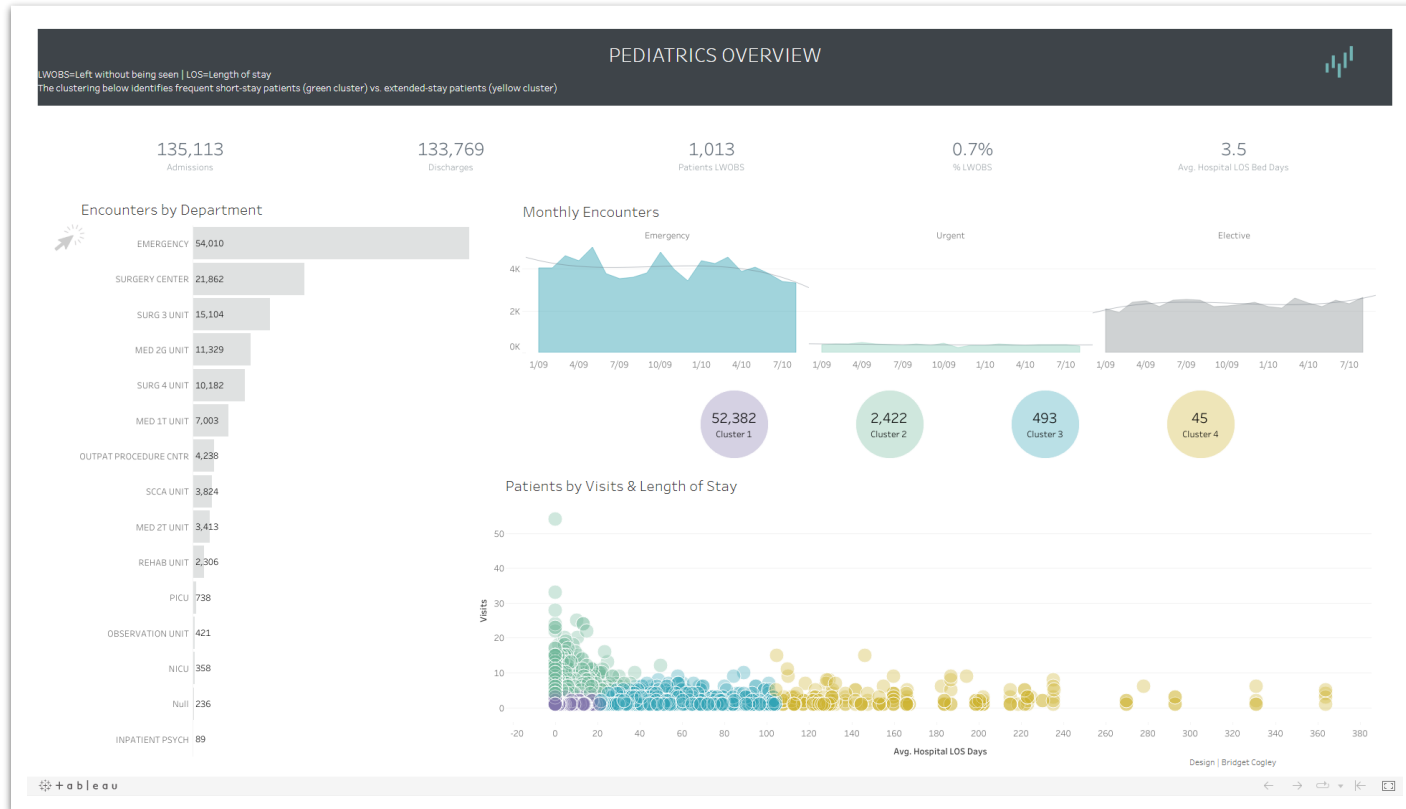 PEDIATRICS OVERVIEW
LWOBS=Left without being seen | LOS=Length of stay
The clustering below identifies frequent short-stay patients (green cluster) vs. extended-stay patients (yellow cluster)
135,113
Admissions
133,769
Discharges
1,013
Patients LWOBS
0.7%
% LWOBS
3.5
Avg. Hospital LOS Bed Days
Encounters by Department
EMERGENCY 54,010
SURGERY CENTER 21,862
SURG 3 UNIT 15,104
MED 2G UNIT 11,329
SURG 4 UNIT 10,182
MED 1T UNIT 7,003
OUTPAT PROCEDURE CNTR 4,238
SCCA UNIT 3,824
MED 2T UNIT 3,413
REHAB UNIT 2,306
PICU 738
OBSERVATION UNIT 421
NICU 358
Null 236
INPATIENT PSYCH 89
Monthly Encounters
Emergency Urgent Elective
4K
2K
0K
1/09 4/09 7/09 10/09 1/10 4/10 7/10 1/09 4/09 7/09 10/09 1/10 4/10 7/10 1/09 4/09 7/09 10/09 1/10 4/10 7/10
52,382
Cluster 1
2,422
Cluster 2
493
Cluster 3
45
Cluster 4
Patients by Visits & Length of Stay
Visits
50
40
30
20
10
0
-20 0 20 40 60 80 100 120 140 160 180 200 220 240 260 280 300 320 340 360 380
Avg. Hospital LOS Days
Design | Bridget Cogley
+ableau